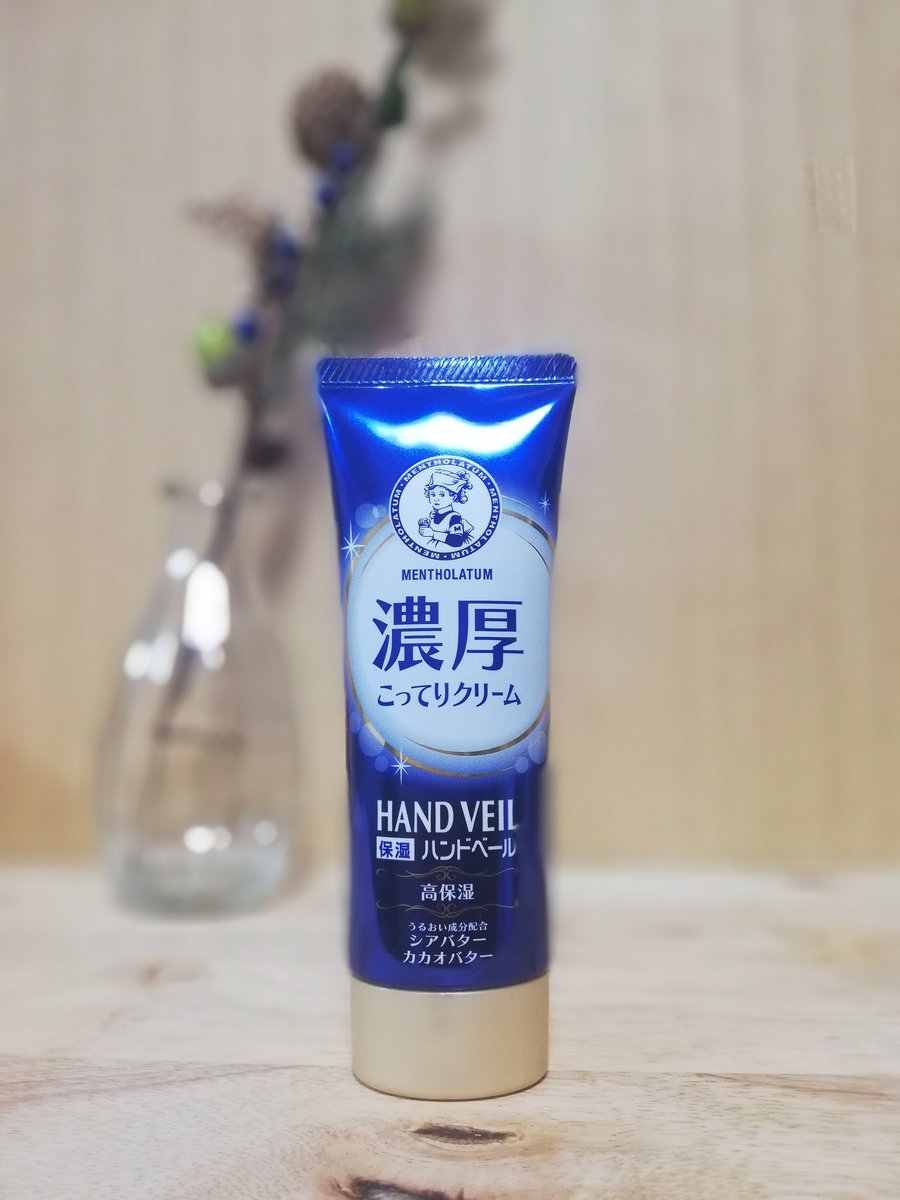 MENTHOLATUM · MENTHOLATUM · MENTHOLATUM · MENTHOLATUM
M
MENTHOLATUM
濃厚
こってりクリーム
HAND VEIL
保湿 ハンドベール
高保湿
うるおい成分配合
シアバター
カカオバター